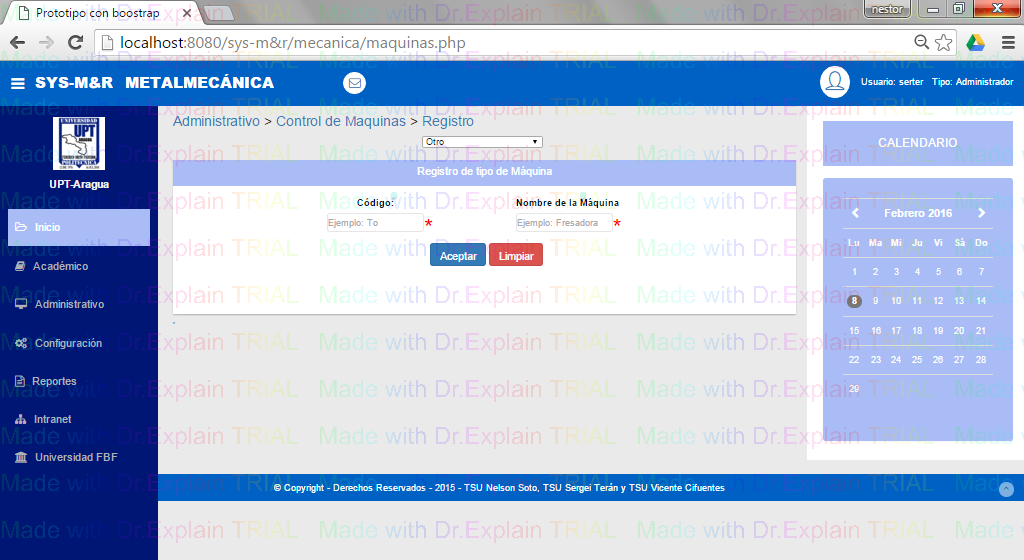 Prototipo con boostrap
nestor
localhost:8080/sys-m&r/mecanica/maquinas.php
SYS-M&R METALMECÁNICA
Usuario: serter Tipo: Administrador
UNIVERSIDAD
UPT
ARAGUA
POLITECNICA
UPT-Aragua
Inicio
Académico
Administrativo
Configuración
Reportes
Intranet
Universidad FBF
Administrativo > Control de Maquinas > Registro
Otro
Registro de tipo de Máquina
Código:
Nombre de la Máquina
Ejemplo: To *
Ejemplo: Fresadora *
Aceptar
Limpiar
CALENDARIO
Febrero 2016
Lu Ma Mi Ju Vi Sá Do
1 2 3 4 5 6 7
8 9 10 11 12 13 14
15 16 17 18 19 20 21
22 23 24 25 26 27 28
29
© Copyright - Derechos Reservados - 2015 - TSU Nelson Soto, TSU Sergei Terán y TSU Vicente Cifuentes
Made with Dr.Explain TRIAL